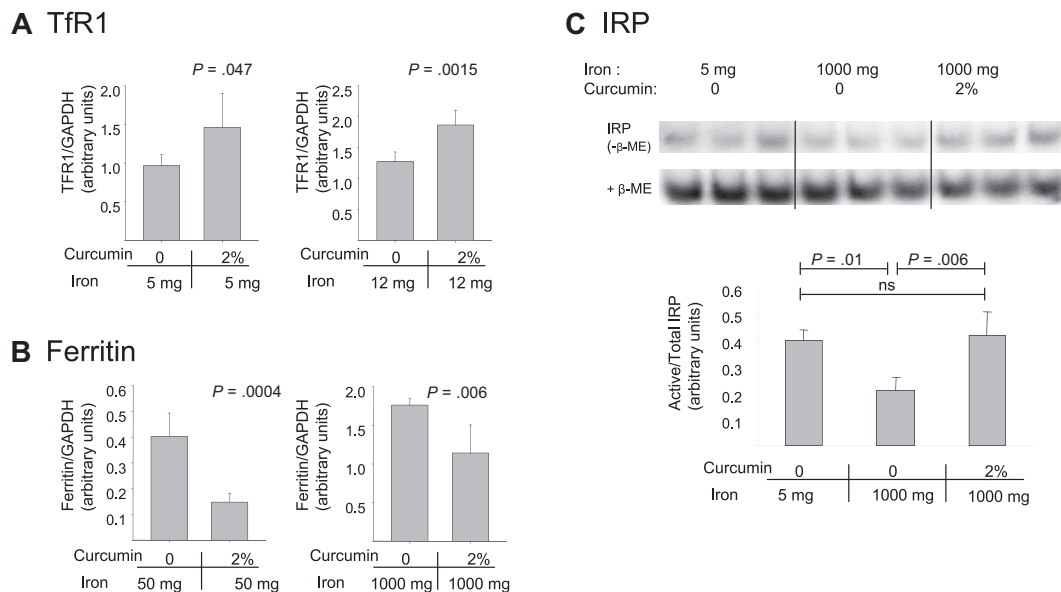 A TfR1
P = .047
TFR1/GAPDH
(arbitrary units)
2.0
1.5
1.0
0.5
Curcumin 0 2%
Iron 5 mg 5 mg
P = .0015
TFR1/GAPDH
(arbitrary units)
2.5
2.0
1.5
1.0
0.5
0 2%
12 mg 12 mg
B Ferritin
P = .0004
Ferritin/GAPDH
(arbitrary units)
0.6
0.5
0.4
0.3
0.2
0.1
Curcumin 0 2%
Iron 50 mg 50 mg
P = .006
Ferritin/GAPDH
(arbitrary units)
2.0
1.5
1.0
0.5
0 2%
1000 mg 1000 mg
C IRP
Iron : 5 mg 1000 mg 1000 mg
Curcumin: 0 0 2%
IRP
(-β-ME)
+ β-ME
P = .01 P = .006
ns
Active/Total IRP
(arbitrary units)
0.6
0.5
0.4
0.3
0.2
0.1
Curcumin 0 0 2%
Iron 5 mg 1000 mg 1000 mg